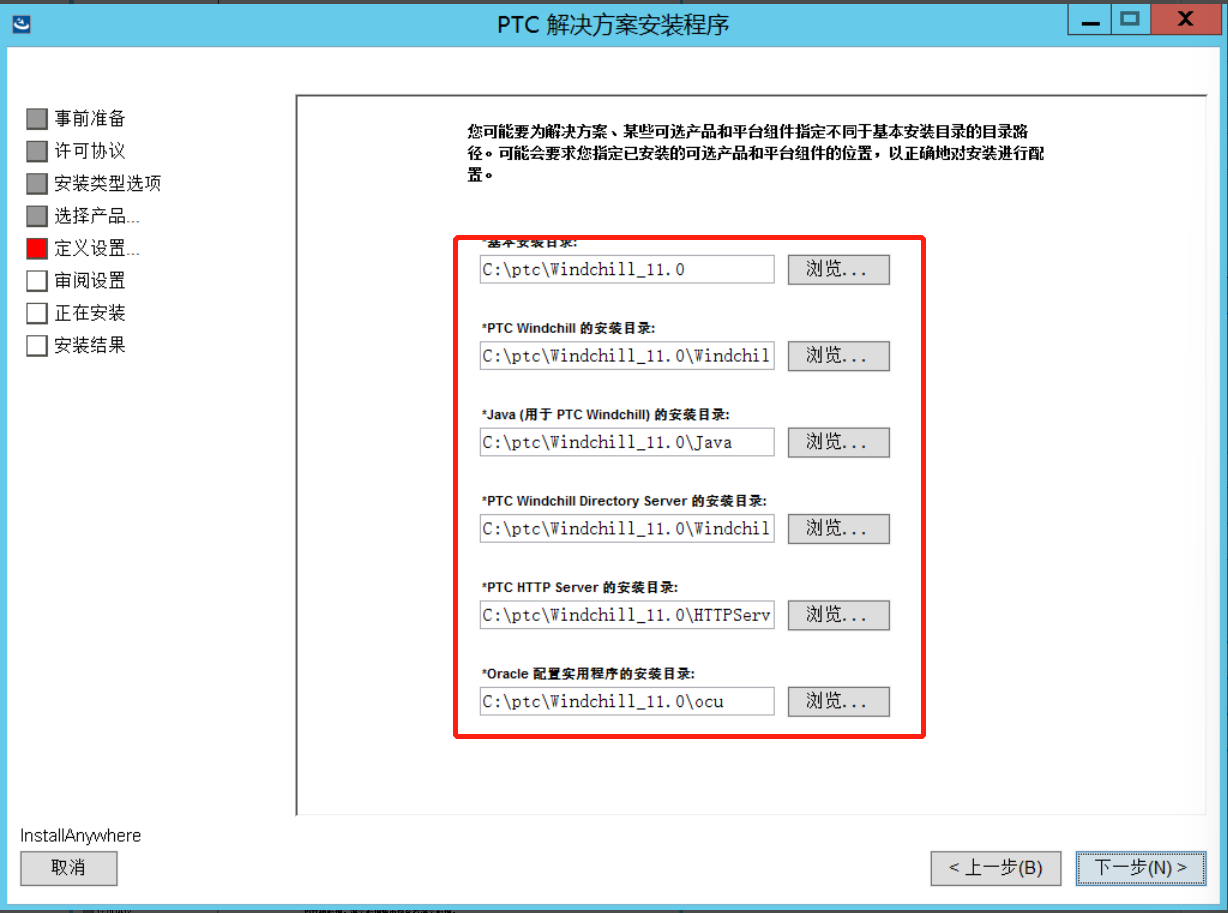 PTC 解决方案安装程序
事前准备
许可协议
安装类型选项
选择产品...
定义设置...
审阅设置
正在安装
安装结果
您可能要为解决方案、某些可选产品和平台组件指定不同于基本安装目录的目录路
径。可能会要求您指定已安装的可选产品和平台组件的位置，以正确地对安装进行配
置。
*基本安装目录:
C:\ptc\Windchill_11.0 浏览...
*PTC Windchill 的安装目录:
C:\ptc\Windchill_11.0\Windchil 浏览...
*Java (用于 PTC Windchill) 的安装目录:
C:\ptc\Windchill_11.0\Java 浏览...
*PTC Windchill Directory Server 的安装目录:
C:\ptc\Windchill_11.0\Windchil 浏览...
*PTC HTTP Server 的安装目录:
C:\ptc\Windchill_11.0\HTTPServ 浏览...
*Oracle 配置实用程序的安装目录:
C:\ptc\Windchill_11.0\ocu 浏览...
InstallAnywhere
取消
< 上一步(B) 下一步(N) >